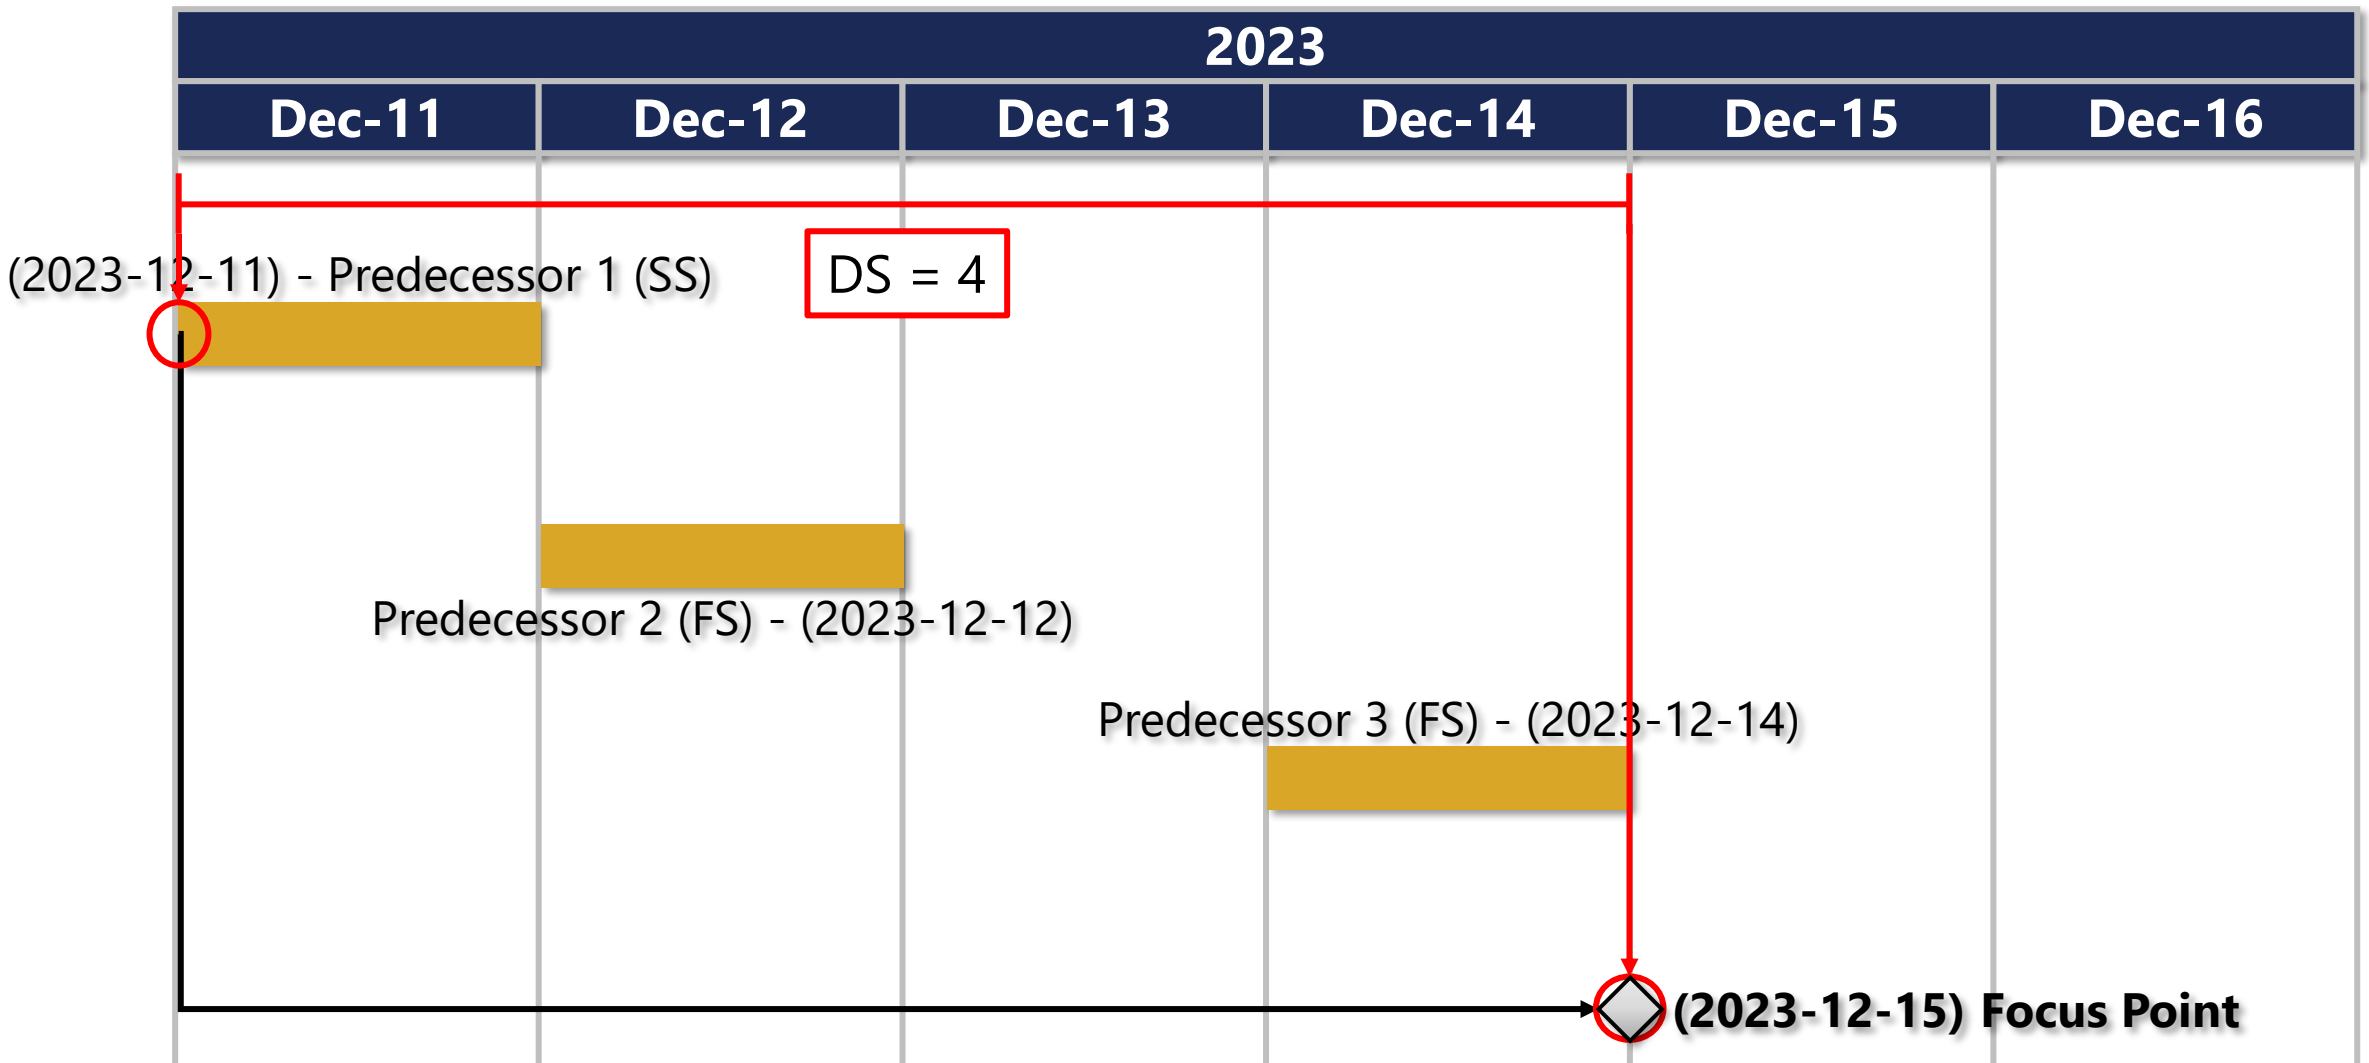 2023
Dec-11 Dec-12 Dec-13 Dec-14 Dec-15 Dec-16
(2023-12-11) - Predecessor 1 (SS)
DS = 4
Predecessor 2 (FS) - (2023-12-12)
Predecessor 3 (FS) - (2023-12-14)
(2023-12-15) Focus Point